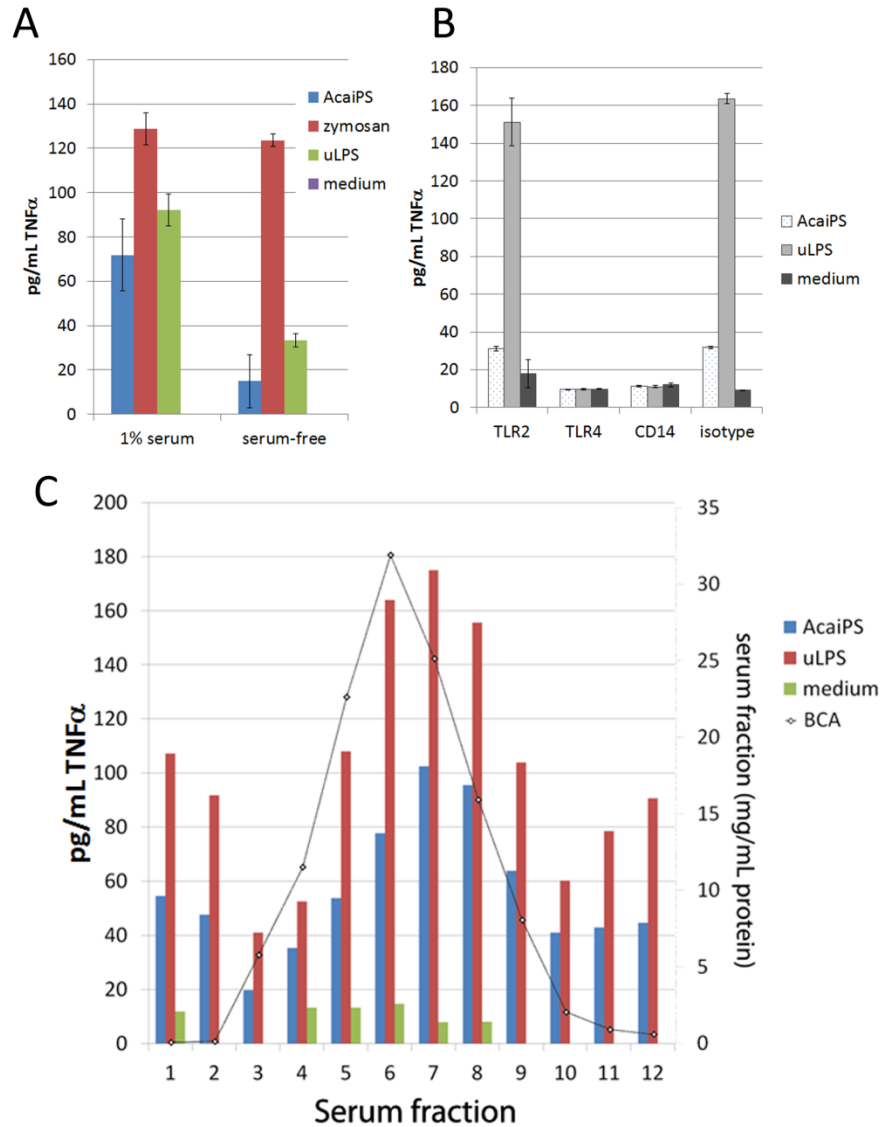 A
pg/mL TNFα
160
140
120
100
80
60
40
20
0
1% serum
serum-free
AcaiPS
zymosan
uLPS
medium
B
pg/mL TNFα
180
160
140
120
100
80
60
40
20
0
TLR2
TLR4
CD14
isotype
AcaiPS
uLPS
medium
C
pg/mL TNFα
200
180
160
140
120
100
80
60
40
20
0
1 2 3 4 5 6 7 8 9 10 11 12
Serum fraction
35
30
25
20
15
10
5
0
serum fraction (mg/mL protein)
AcaiPS
uLPS
medium
BCA